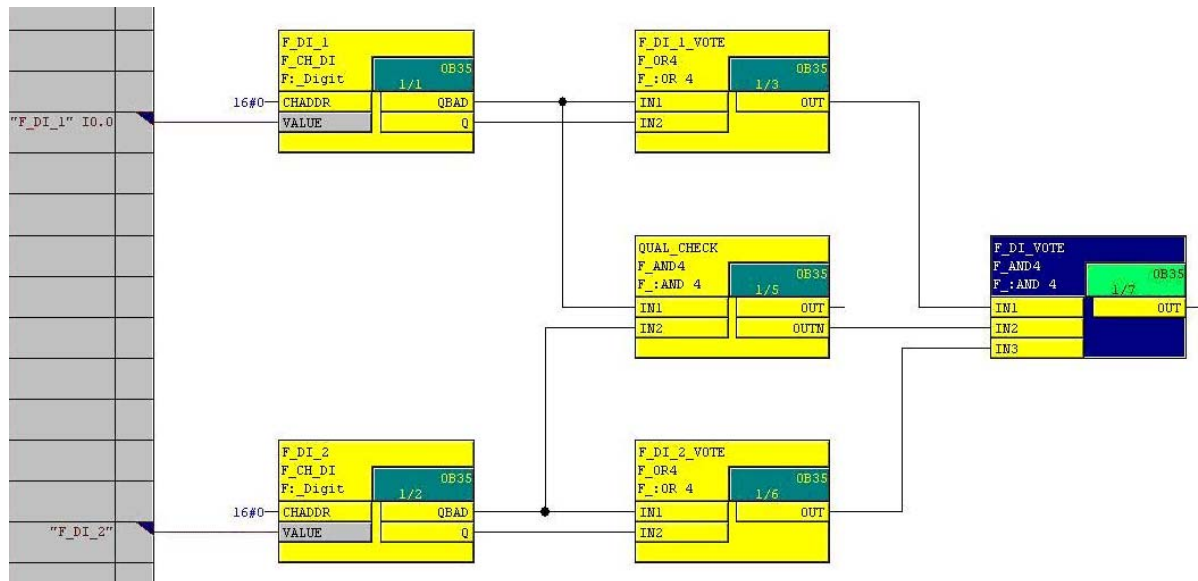 F_DI_1
F_CH_DI
F:_Digit
OB35
1/1
16#0
CHADDR
QBAD
"F_DI_1" I0.0
VALUE
Q
F_DI_1_VOTE
F_OR4
F_:OR 4
OB35
1/3
IN1
OUT
IN2
QUAL_CHECK
F_AND4
F_:AND 4
OB35
1/5
IN1
OUT
IN2
OUTN
F_DI_VOTE
F_AND4
F_:AND 4
OB35
1/7
IN1
OUT
IN2
IN3
F_DI_2
F_CH_DI
F:_Digit
OB35
1/2
16#0
CHADDR
QBAD
"F_DI_2"
VALUE
Q
F_DI_2_VOTE
F_OR4
F_:OR 4
OB35
1/6
IN1
OUT
IN2